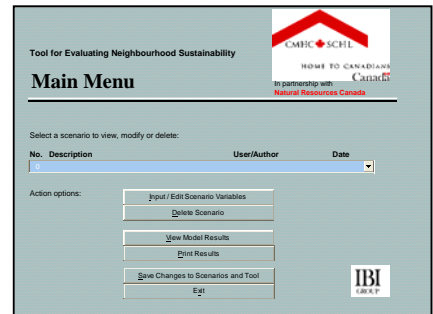 CMHC SCHL
HOME TO CANADIANS
Canada
Tool for Evaluating Neighbourhood Sustainability
Main Menu
In partnership with
Natural Resources Canada
Select a scenario to view, modify or delete:
No. Description User/Author Date
0
Action options:
Input / Edit Scenario Variables
Delete Scenario
View Model Results
Print Results
Save Changes to Scenarios and Tool
Exit
IBI
GROUP